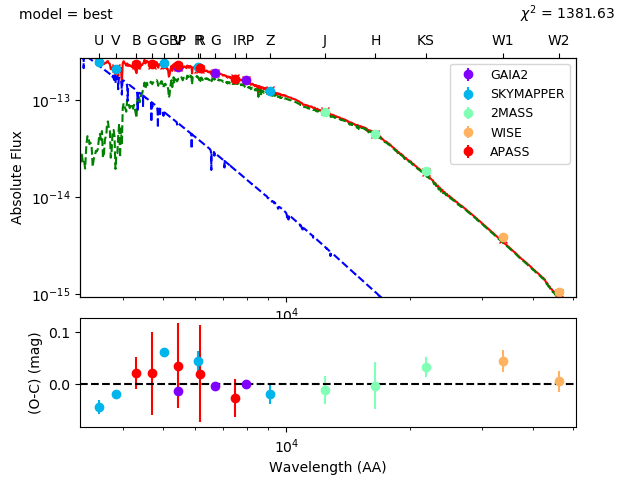 model = best
χ² = 1381.63
U V B G G BP V R R G I RP Z J H KS W1 W2
Absolute Flux
10⁻¹³
10⁻¹⁴
10⁻¹⁵
GAIA2
SKYMAPPER
2MASS
WISE
APASS
10⁴
(O-C) (mag)
0.1
0.0
10⁴
Wavelength (AA)